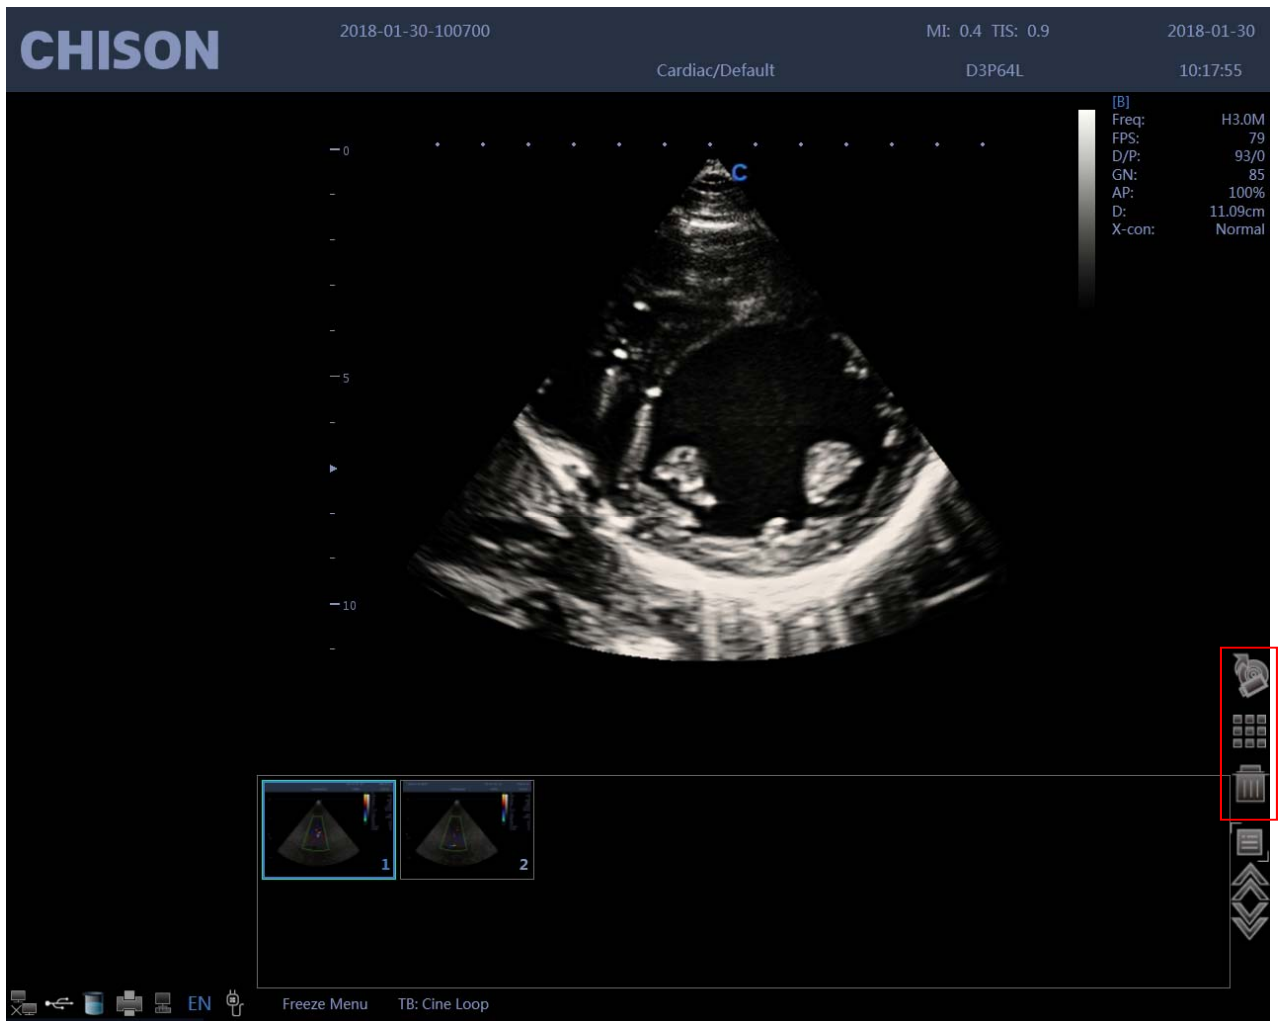 CHISON
2018-01-30-100700
MI: 0.4 TIS: 0.9
2018-01-30
Cardiac/Default
D3P64L
10:17:55
[B]
Freq: H3.0M
FPS: 79
D/P: 93/0
GN: 85
AP: 100%
D: 11.09cm
X-con: Normal
C
0
5
10
1
2
EN
Freeze Menu
TB: Cine Loop